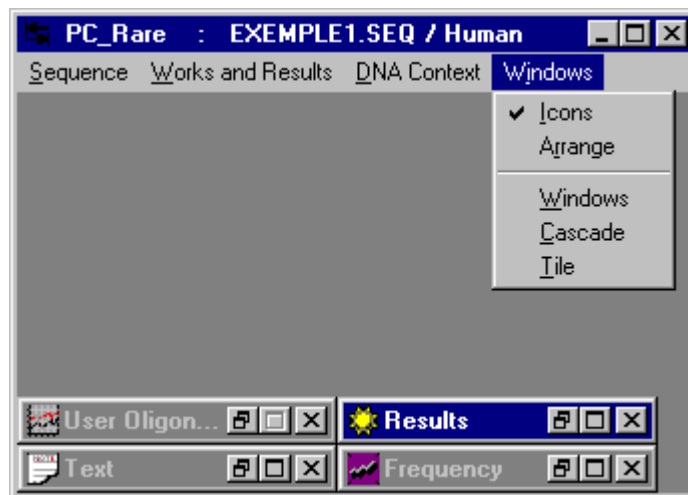 PC_Rare : EXEMPLE1.SEQ / Human
Sequence Works and Results DNA Context Windows
Icons
Arrange
Windows
Cascade
Tile
User Oligon... Results
Text Frequency